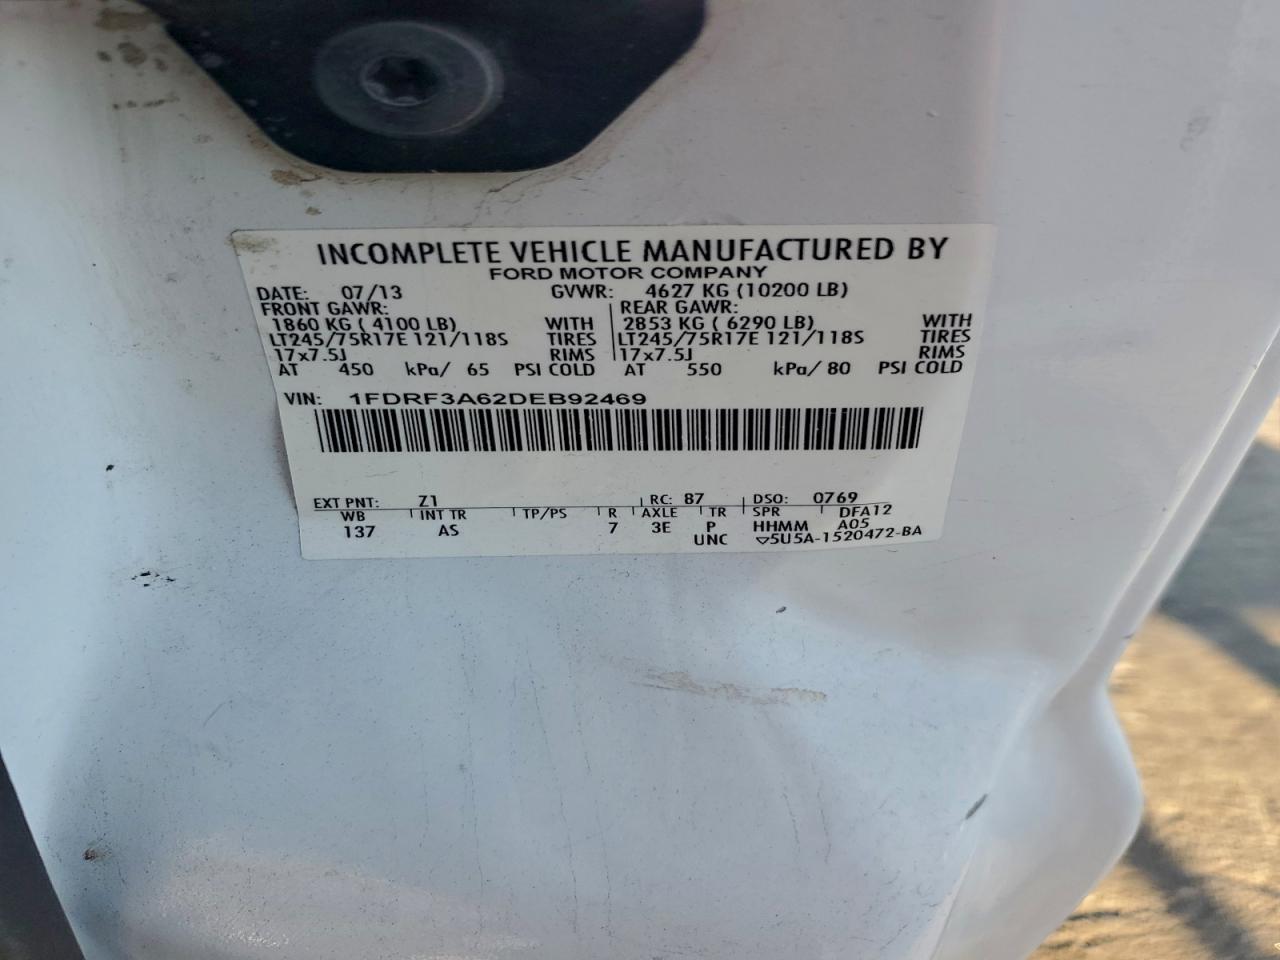 INCOMPLETE VEHICLE MANUFACTURED BY
FORD MOTOR COMPANY
DATE: 07/13 GVWR: 4627 KG (10200 LB)
FRONT GAWR: REAR GAWR:
1860 KG ( 4100 LB) WITH 2853 KG ( 6290 LB) WITH
LT245/75R17E 121/118S TIRES LT245/75R17E 121/118S TIRES
17x7.5J RIMS 17x7.5J RIMS
AT 450 kPa/ 65 PSI COLD AT 550 kPa/ 80 PSI COLD
VIN: 1FDRF3A62DEB92469
EXT PNT: Z1 RC: 87 DSO: 0769
WB INT TR TP/PS R AXLE TR SPR DFA12
137 AS 7 3E P HHMM A05
UNC ▽5U5A-1520472-BA